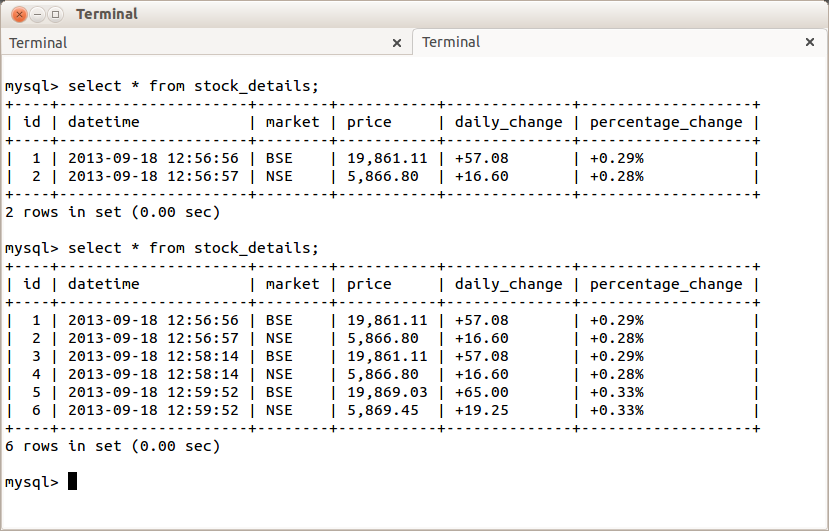 Terminal
Terminal Terminal
mysql> select * from stock_details;
+----+---------------------+--------+-----------+--------------+-------------------+
| id | datetime            | market | price     | daily_change | percentage_change |
+----+---------------------+--------+-----------+--------------+-------------------+
|  1 | 2013-09-18 12:56:56 | BSE    | 19,861.11 | +57.08       | +0.29%            |
|  2 | 2013-09-18 12:56:57 | NSE    | 5,866.80  | +16.60       | +0.28%            |
+----+---------------------+--------+-----------+--------------+-------------------+
2 rows in set (0.00 sec)
mysql> select * from stock_details;
+----+---------------------+--------+-----------+--------------+-------------------+
| id | datetime            | market | price     | daily_change | percentage_change |
+----+---------------------+--------+-----------+--------------+-------------------+
|  1 | 2013-09-18 12:56:56 | BSE    | 19,861.11 | +57.08       | +0.29%            |
|  2 | 2013-09-18 12:56:57 | NSE    | 5,866.80  | +16.60       | +0.28%            |
|  3 | 2013-09-18 12:58:14 | BSE    | 19,861.11 | +57.08       | +0.29%            |
|  4 | 2013-09-18 12:58:14 | NSE    | 5,866.80  | +16.60       | +0.28%            |
|  5 | 2013-09-18 12:59:52 | BSE    | 19,869.03 | +65.00       | +0.33%            |
|  6 | 2013-09-18 12:59:52 | NSE    | 5,869.45  | +19.25       | +0.33%            |
+----+---------------------+--------+-----------+--------------+-------------------+
6 rows in set (0.00 sec)
mysql>